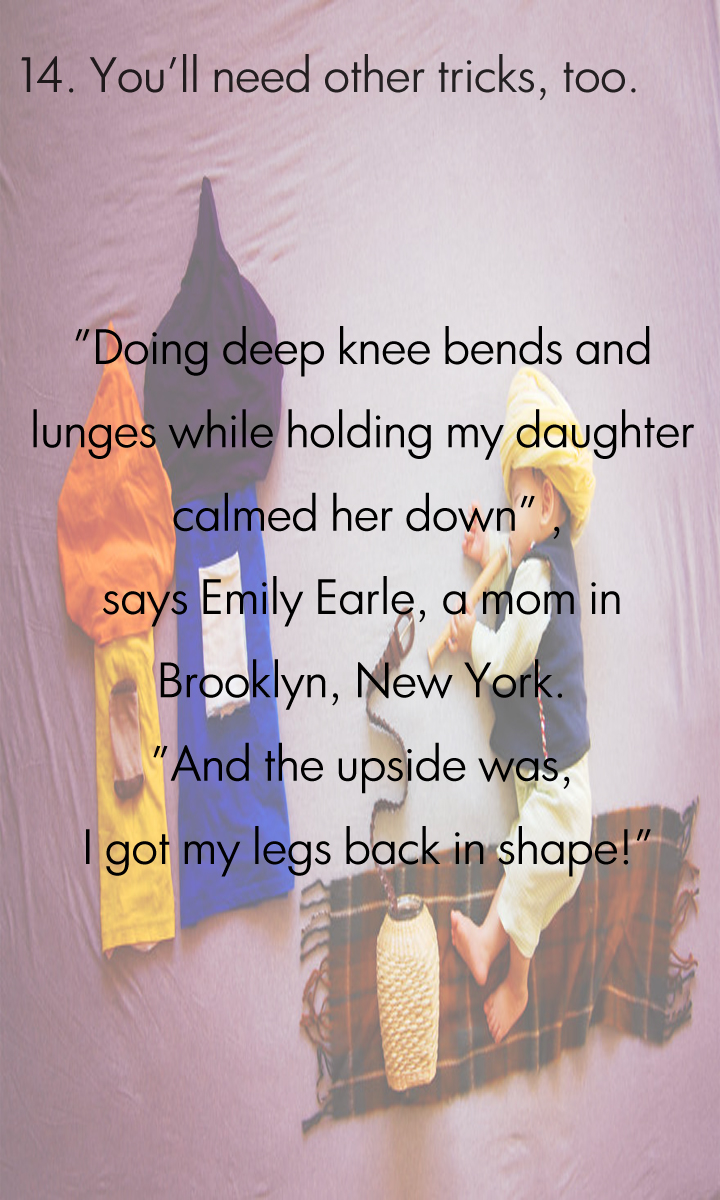 14. You'll need other tricks, too.
"Doing deep knee bends and
lunges while holding my daughter
calmed her down" ,
says Emily Earle, a mom in
Brooklyn, New York.
"And the upside was,
I got my legs back in shape!"